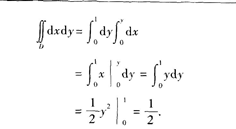 ∬_D dxdy = ∫_0^1 dy ∫_0^y dx
= ∫_0^1 x |_0^y dy = ∫_0^1 ydy
= 1/2 y² |_0^1 = 1/2.